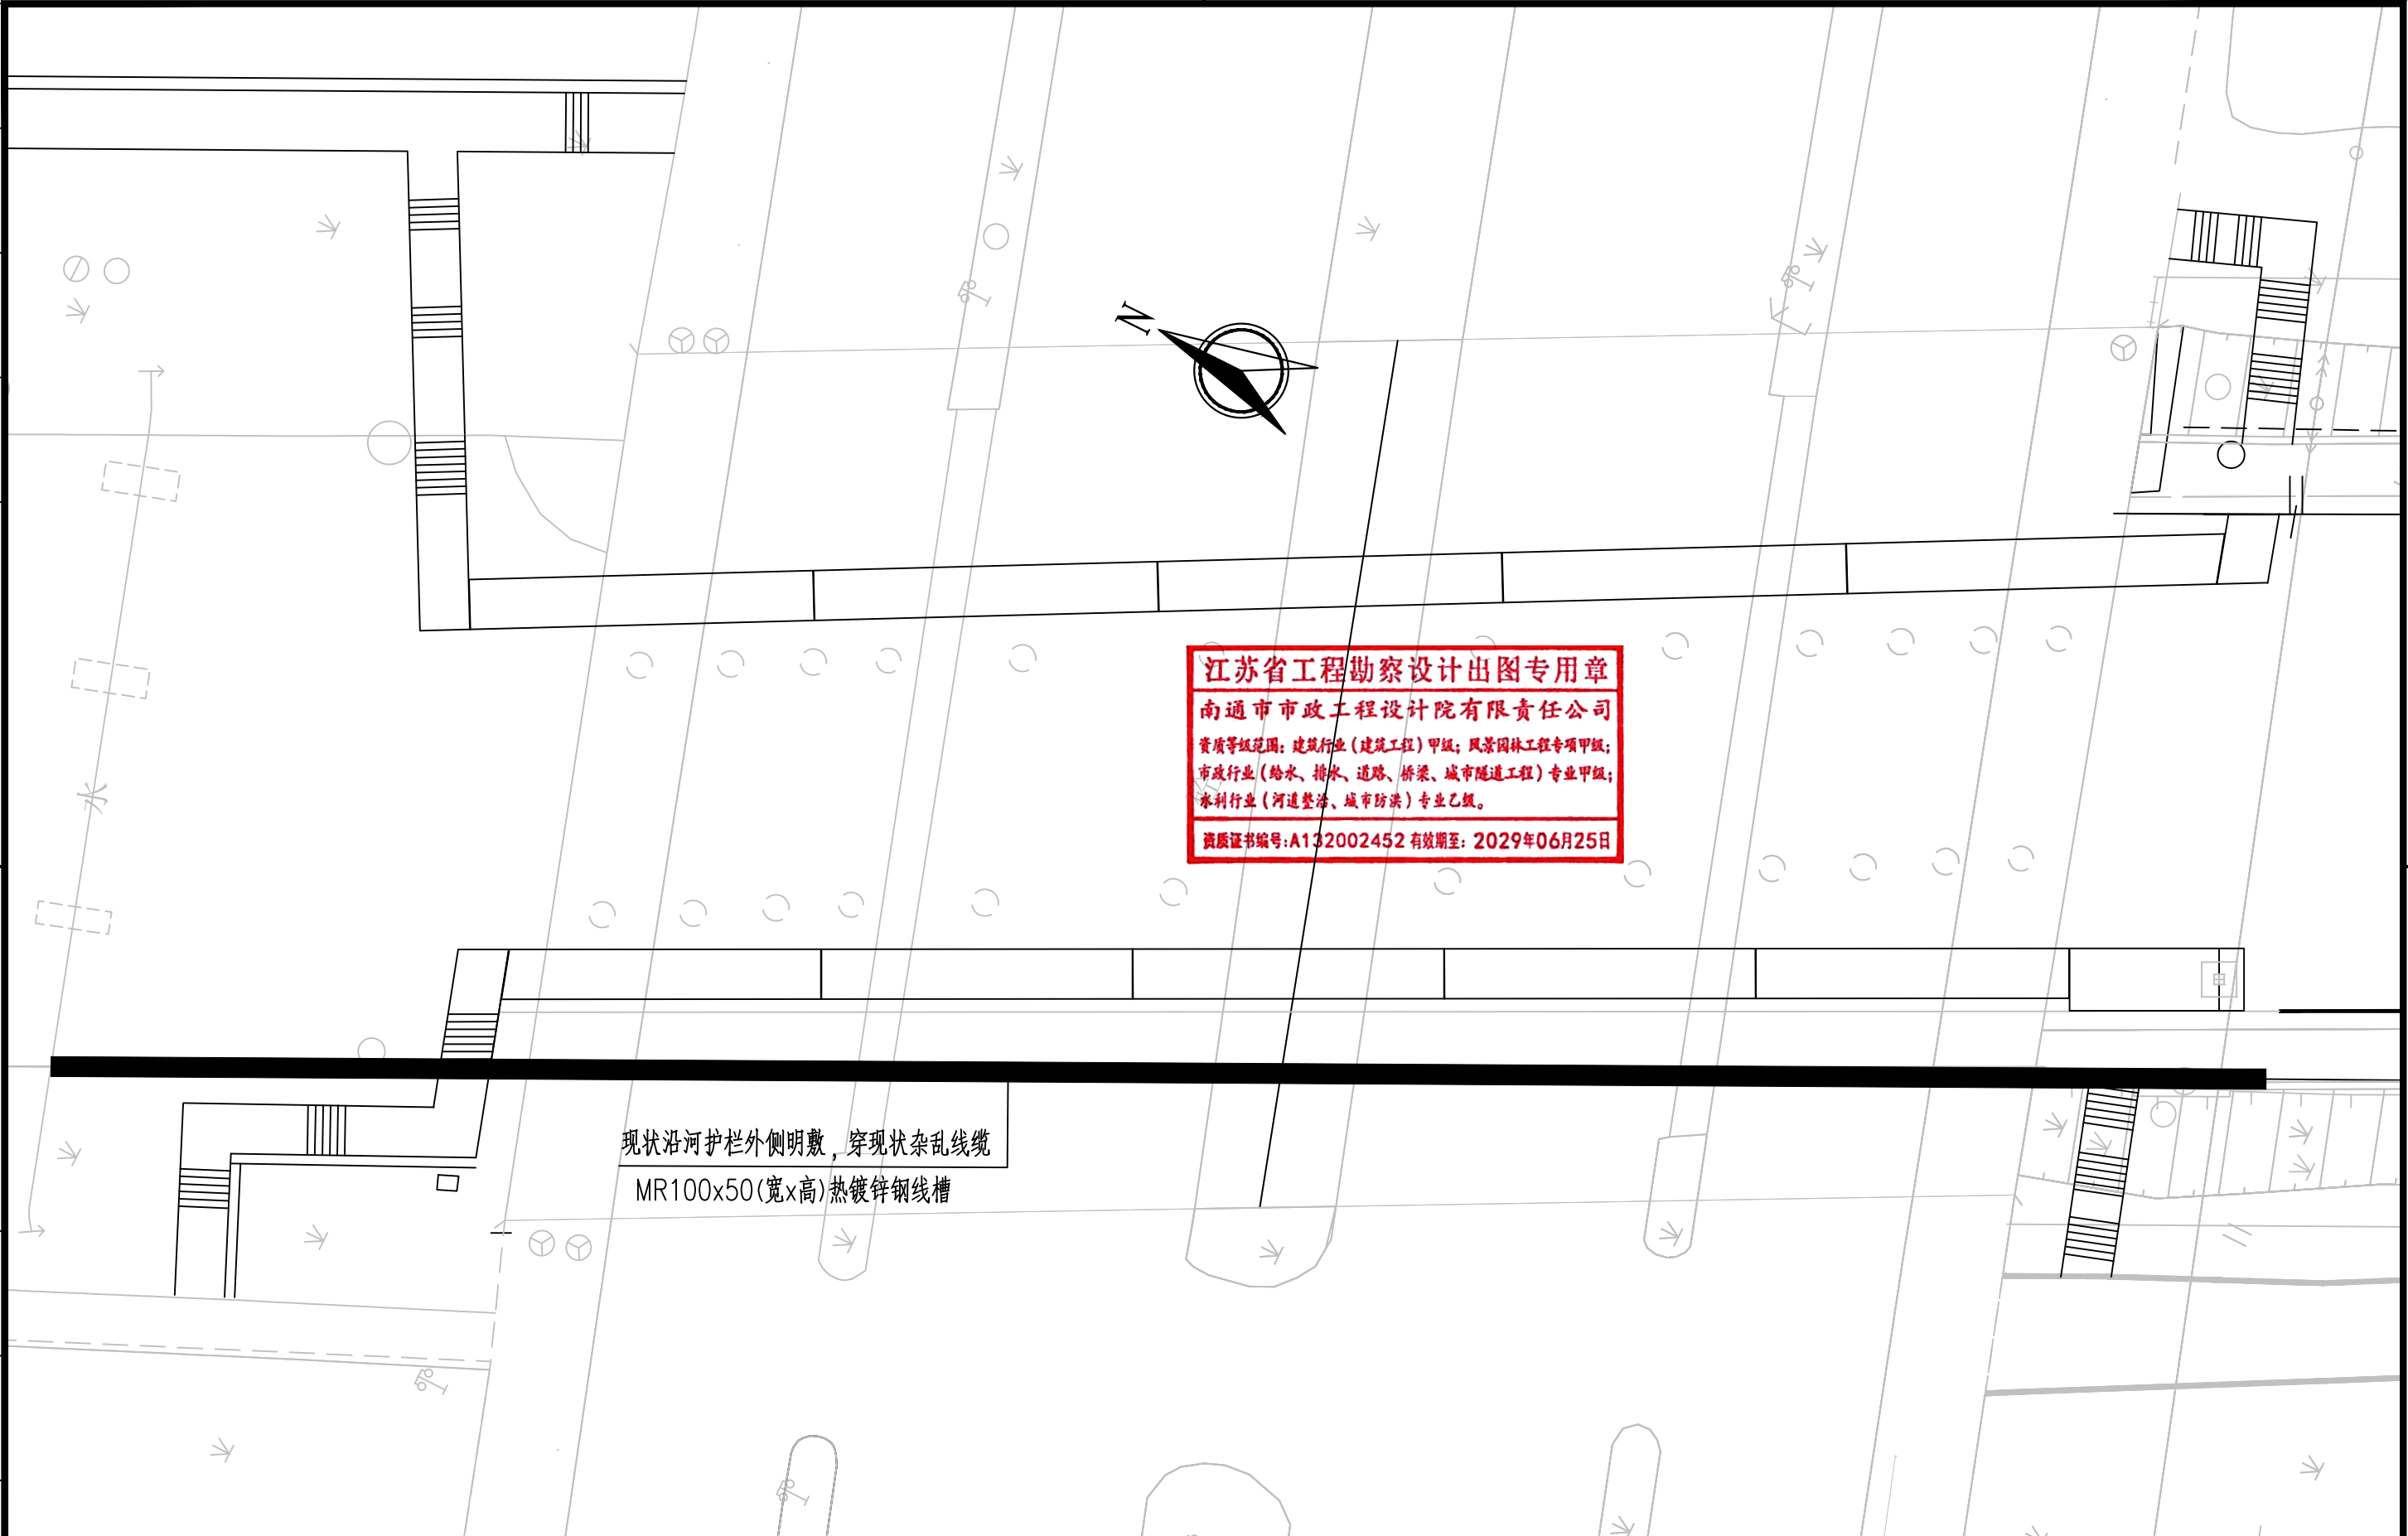 N
江苏省工程勘察设计出图专用章
南通市市政工程设计院有限责任公司
资质等级范围：建筑行业（建筑工程）甲级；风景园林工程专项甲级；
市政行业（给水、排水、道路、桥梁、城市隧道工程）专业甲级；
水利行业（河道整治、城市防洪）专业乙级。
资质证书编号:A132002452 有效期至: 2029年06月25日
水
现状沿河护栏外侧明敷，穿现状杂乱线缆
MR100x50(宽x高)热镀锌钢线槽